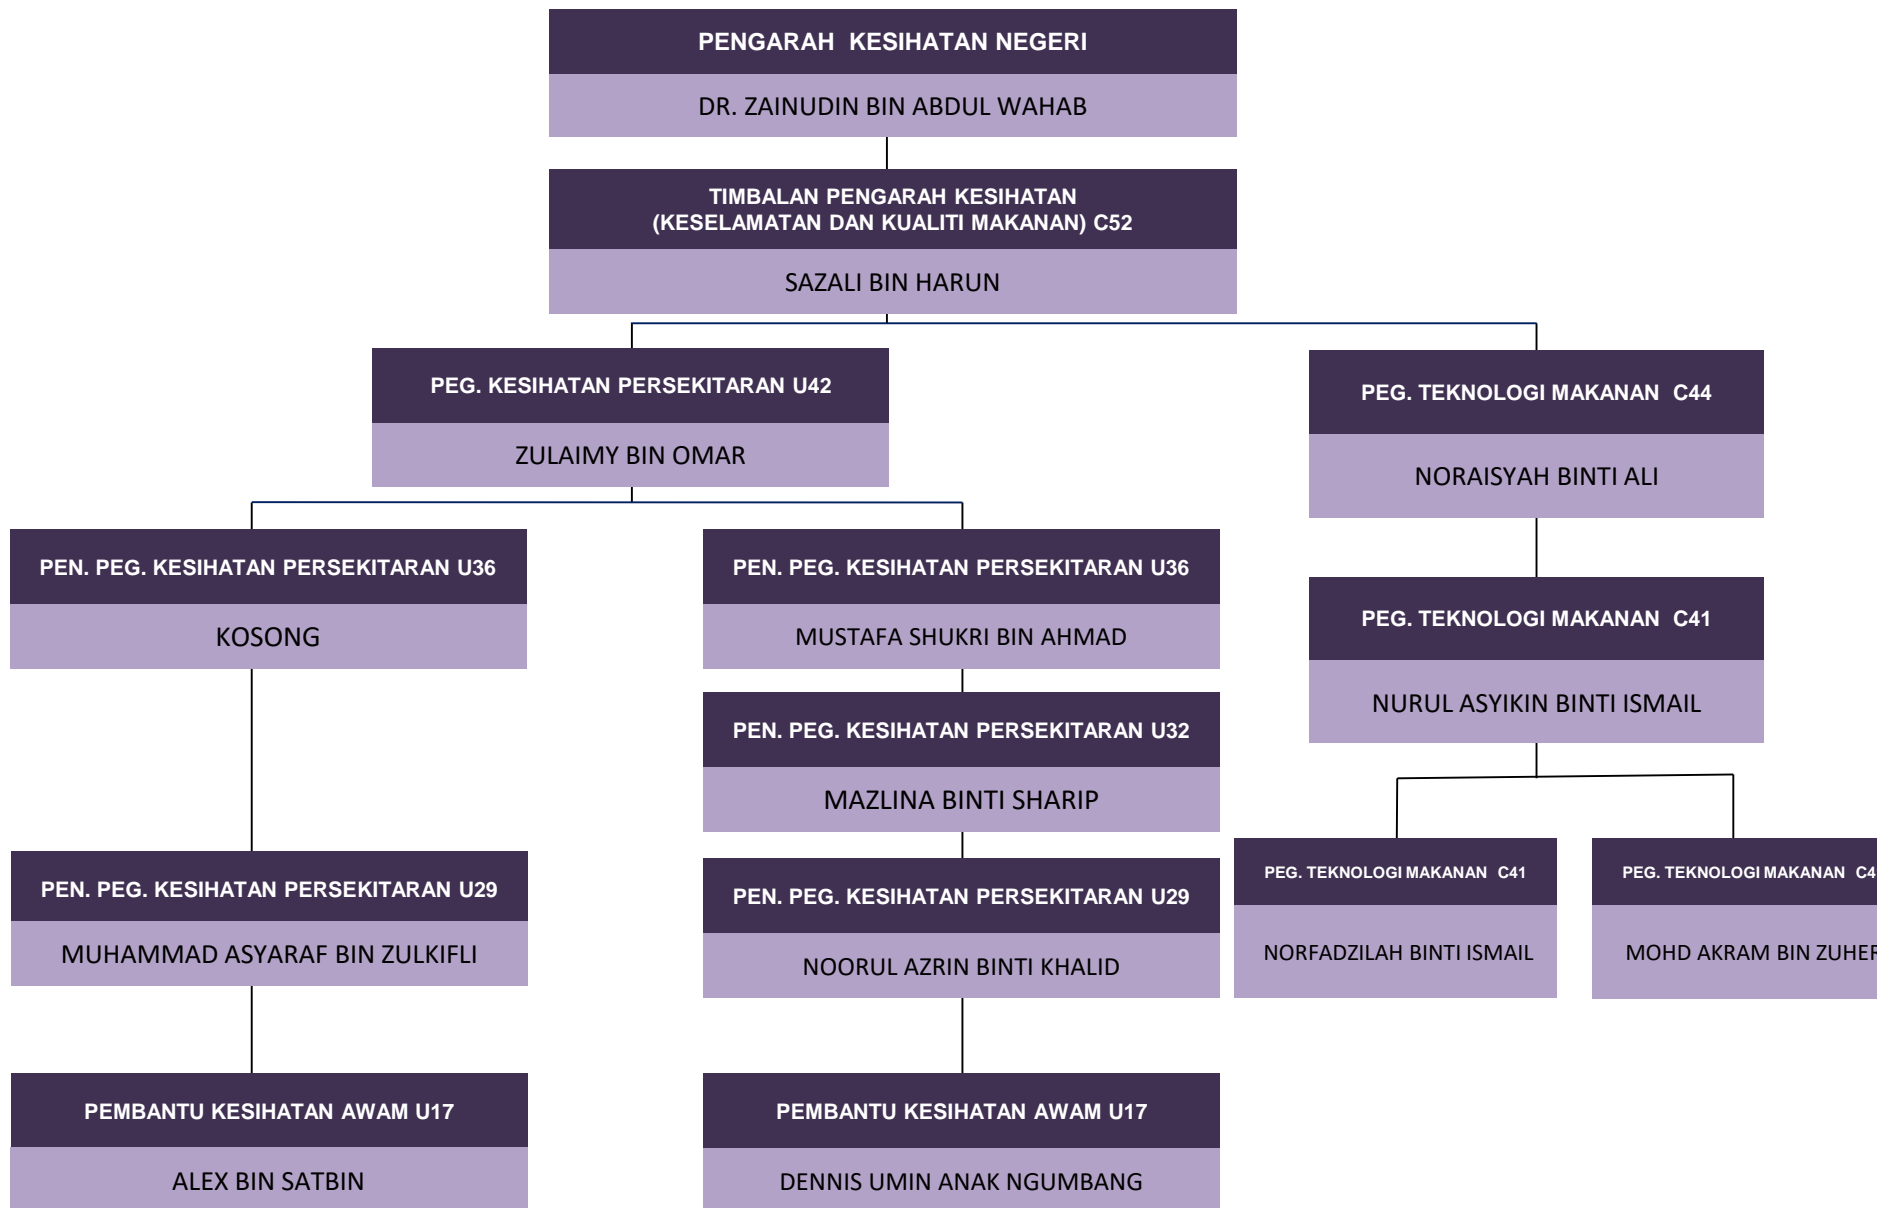 PENGARAH KESIHATAN NEGERI
DR. ZAINUDIN BIN ABDUL WAHAB
TIMBALAN PENGARAH KESIHATAN
(KESELAMATAN DAN KUALITI MAKANAN) C52
SAZALI BIN HARUN
PEG. KESIHATAN PERSEKITARAN U42
ZULAIMY BIN OMAR
PEG. TEKNOLOGI MAKANAN C44
NORAISYAH BINTI ALI
PEN. PEG. KESIHATAN PERSEKITARAN U36
KOSONG
PEN. PEG. KESIHATAN PERSEKITARAN U36
MUSTAFA SHUKRI BIN AHMAD
PEG. TEKNOLOGI MAKANAN C41
NURUL ASYIKIN BINTI ISMAIL
PEN. PEG. KESIHATAN PERSEKITARAN U32
MAZLINA BINTI SHARIP
PEN. PEG. KESIHATAN PERSEKITARAN U29
MUHAMMAD ASYARAF BIN ZULKIFLI
PEN. PEG. KESIHATAN PERSEKITARAN U29
NOORUL AZRIN BINTI KHALID
PEG. TEKNOLOGI MAKANAN C41
NORFADZILAH BINTI ISMAIL
PEG. TEKNOLOGI MAKANAN
MOHD AKRAM BIN
PEMBANTU KESIHATAN AWAM U17
ALEX BIN SATBIN
PEMBANTU KESIHATAN AWAM U17
DENNIS UMIN ANAK NGUMBANG